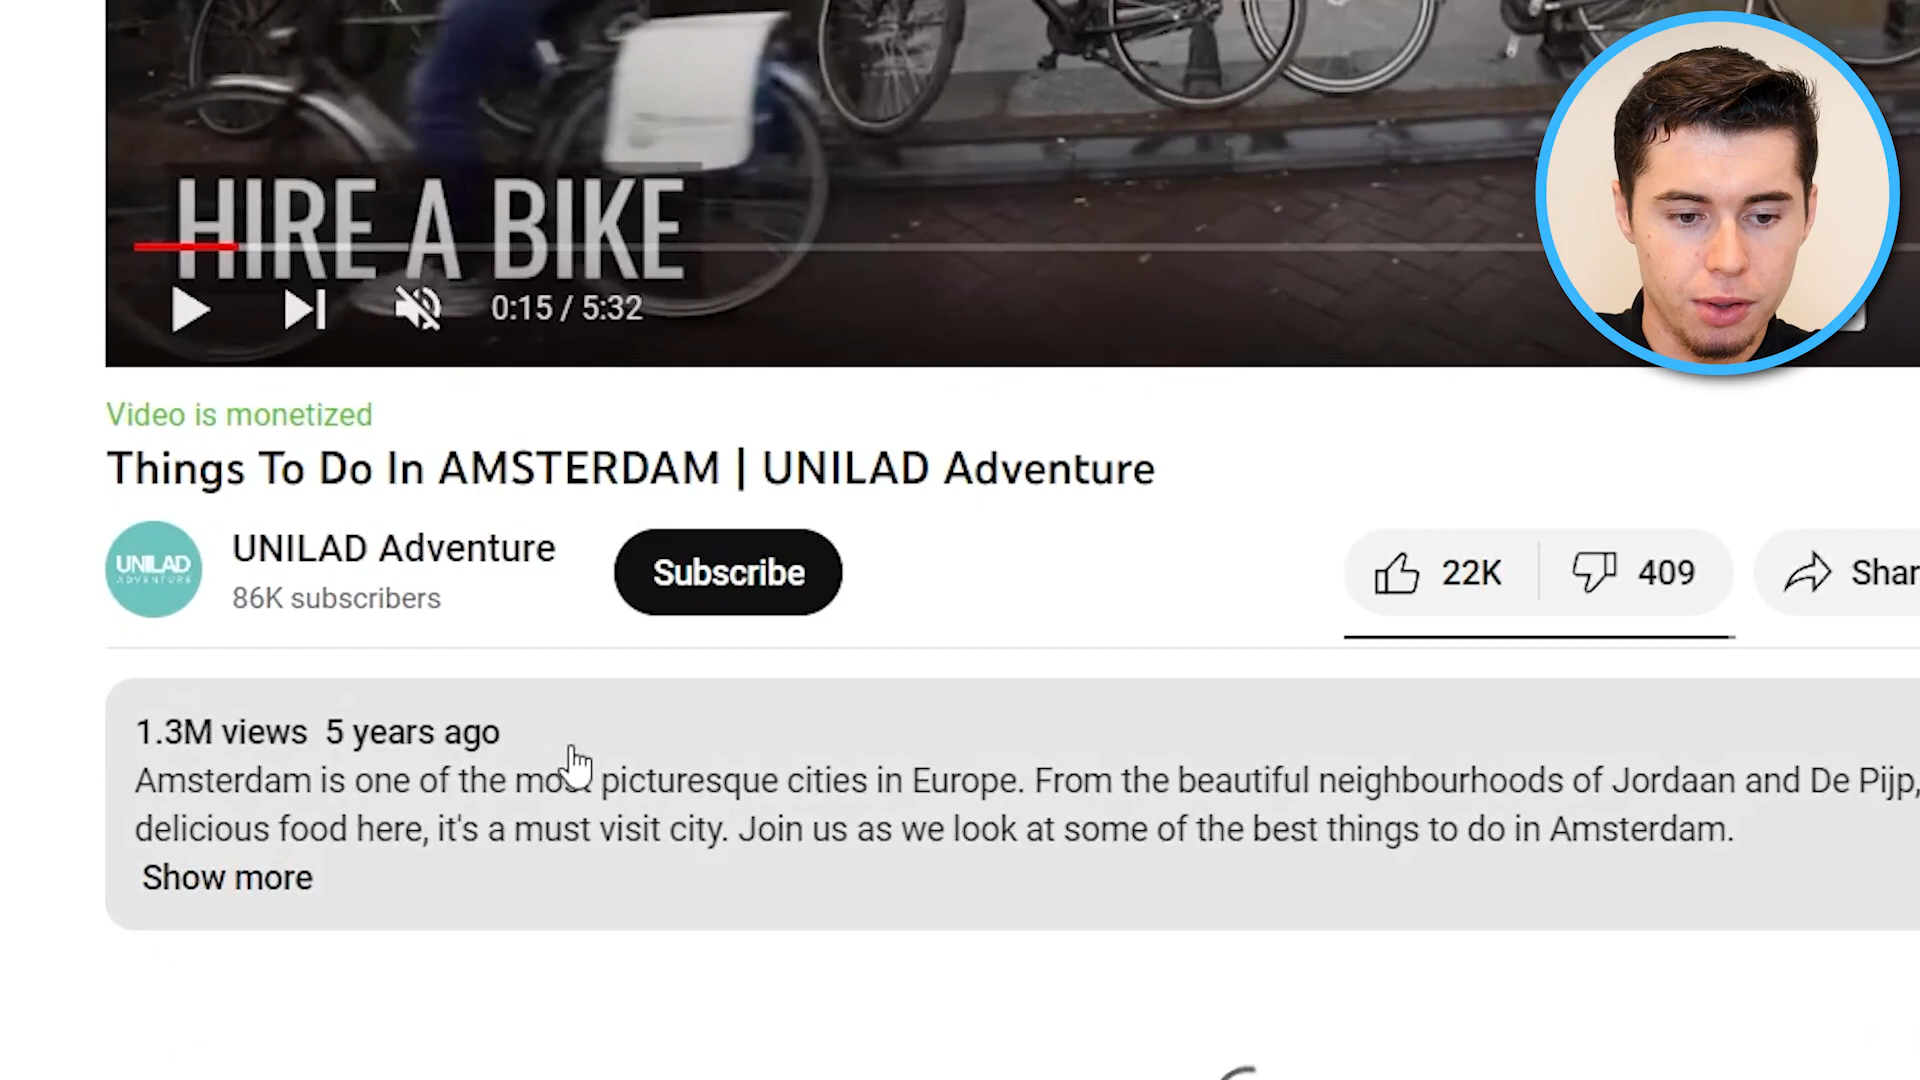 HIRE A BIKE
0:15 / 5:32
Video is monetized
Things To Do In AMSTERDAM | UNILAD Adventure
UNILAD
ADVENTURE
UNILAD Adventure
86K subscribers
Subscribe
22K
409
Shar
1.3M views 5 years ago
Amsterdam is one of the most picturesque cities in Europe. From the beautiful neighbourhoods of Jordaan and De Pijp,
delicious food here, it's a must visit city. Join us as we look at some of the best things to do in Amsterdam.
Show more